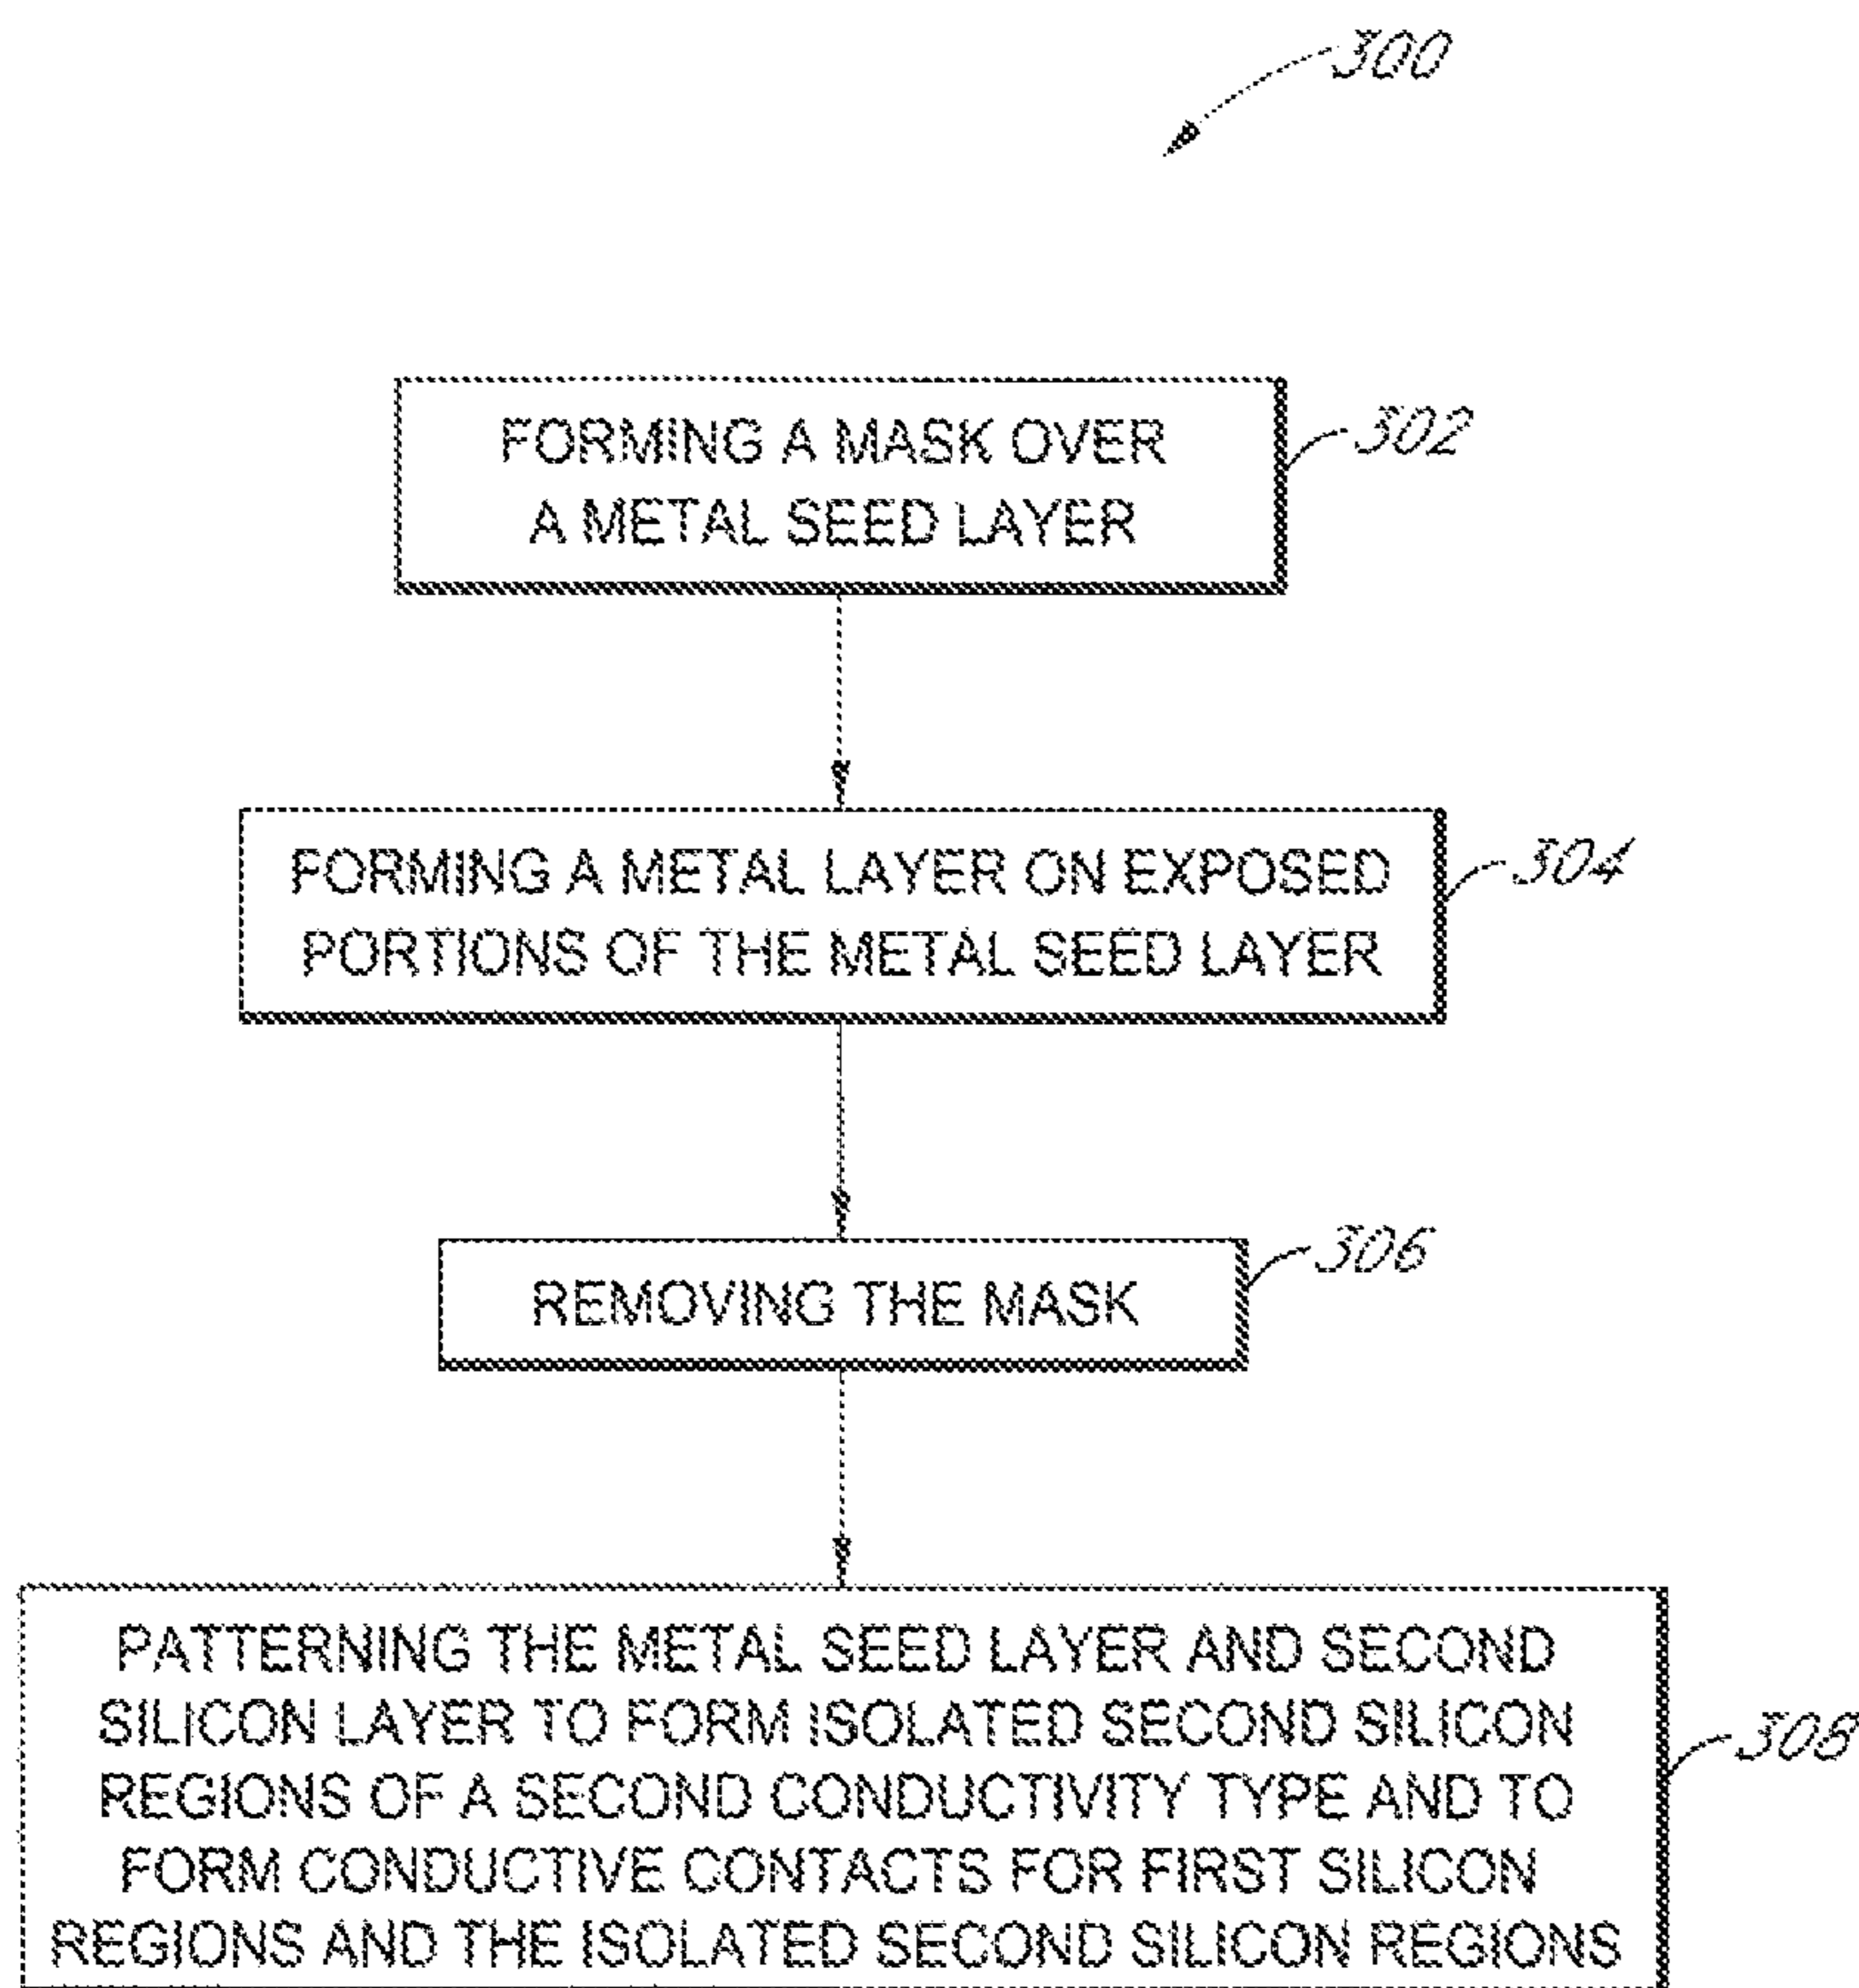 300
FORMING A MASK OVER
A METAL SEED LAYER
302
FORMING A METAL LAYER ON EXPOSED
PORTIONS OF THE METAL SEED LAYER
304
REMOVING THE MASK
306
PATTERNING THE METAL SEED LAYER AND SECOND
SILICON LAYER TO FORM ISOLATED SECOND SILICON
REGIONS OF A SECOND CONDUCTIVITY TYPE AND TO
FORM CONDUCTIVE CONTACTS FOR FIRST SILICON
REGIONS AND THE ISOLATED SECOND SILICON REGIONS
308